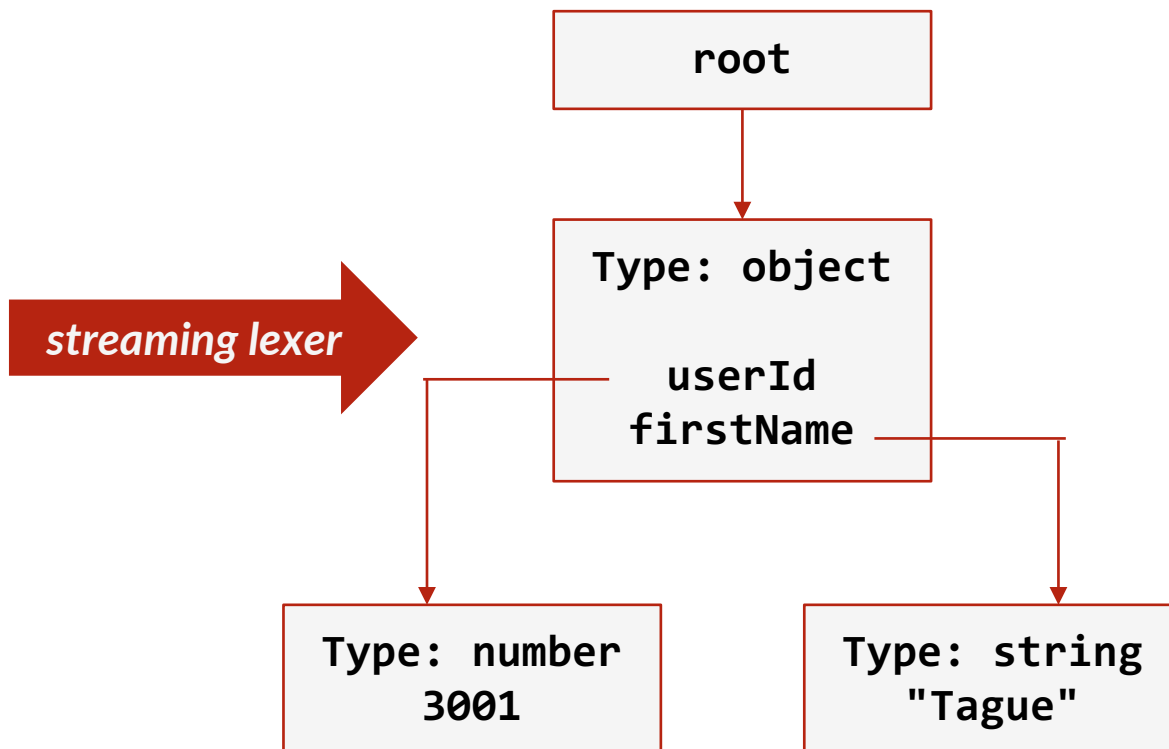 root
Type: object
streaming lexer
userId
firstName
Type: number
3001
Type: string
"Tague"